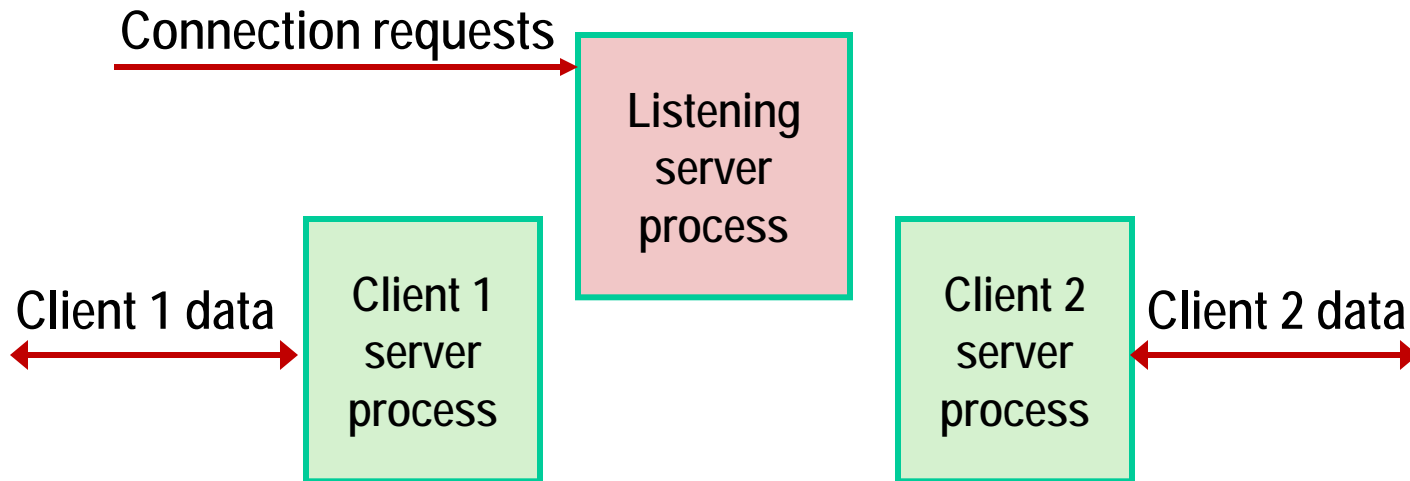 Connection requests
Listening
server
process
Client 1 data
Client 1
server
process
Client 2
server
process
Client 2 data